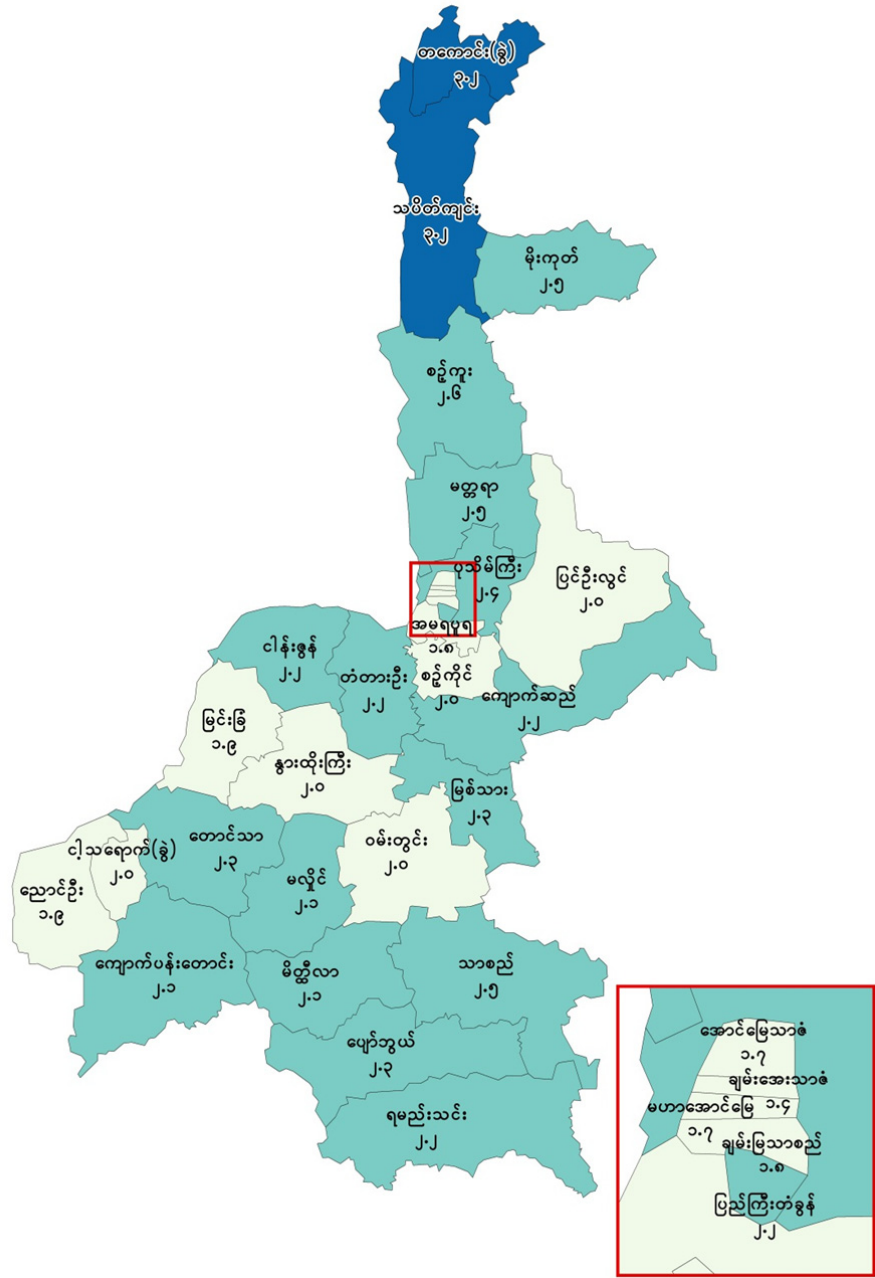 တကောင်း(ခွဲ)
၃.၂
သပိတ်ကျင်း
၃.၂
မိုးကုတ်
၂.၅
စဉ့်ကူး
၂.၆
မတ္တရာ
၂.၅
ပုသိမ်ကြီး
၂.၄
ပြင်ဦးလွင်
၂.၀
အမရပူရ
၁.၈
စဉ့်ကိုင်
၂.၀
ငါန်းဇွန်
၂.၂
တံတားဦး
၂.၂
ကျောက်ဆည်
၂.၂
မြင်းခြံ
၁.၉
နွားထိုးကြီး
၂.၀
မြစ်သား
၂.၃
တောင်သာ
၂.၃
ဝမ်းတွင်း
၂.၀
ငါ့သရောက်(ခွဲ)
၂.၀
မလှိုင်
၂.၁
ညောင်ဦး
၁.၉
ကျောက်ပန်းတောင်း
၂.၁
မိတ္ထီလာ
၂.၁
သာစည်
၂.၅
ပျော်ဘွယ်
၂.၃
ရမည်းသင်း
၂.၂
အောင်မြေသာဇံ
၁.၇
ချမ်းအေးသာဇံ
၁.၄
မဟာအောင်မြေ
၁.၇
ချမ်းမြသာစည်
၁.၈
ပြည်ကြီးတံခွန်
၂.၂